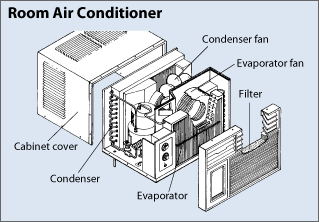 Room Air Conditioner
Condenser fan
Evaporator fan
Filter
Cabinet cover
Condenser
Evaporator